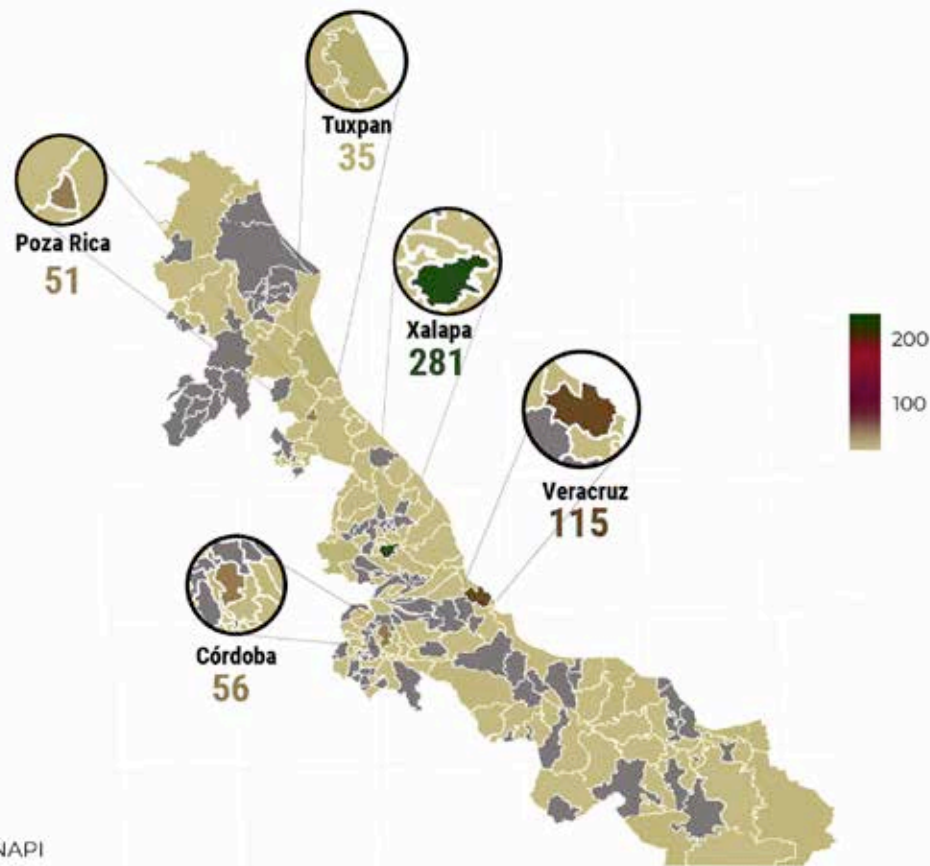 Tuxpan
35
Poza Rica
51
Xalapa
281
200
100
Veracruz
115
Córdoba
56
NAPI